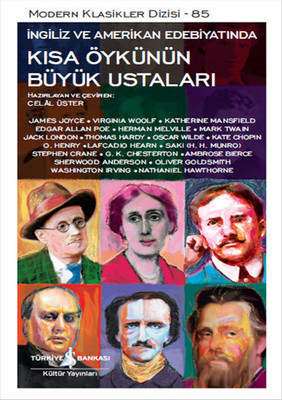 MODERN KLASİKLER DİZİSİ - 85
İNGİLİZ VE AMERİKAN EDEBİYATINDA
KISA ÖYKÜNÜN
BÜYÜK USTALARI
HAZIRLAYAN VE ÇEVİREN:
CELÂL ÜSTER
JAMES JOYCE • VIRGINIA WOOLF • KATHERINE MANSFIELD
EDGAR ALLAN POE • HERMAN MELVILLE • MARK TWAIN
JACK LONDON • THOMAS HARDY • OSCAR WILDE • KATE CHOPIN
O. HENRY • LAFCADIO HEARN • SAKI (H. H. MUNRO)
STEPHEN CRANE • G. K. CHESTERTON • AMBROSE BIERCE
SHERWOOD ANDERSON • OLIVER GOLDSMITH
WASHINGTON IRVING • NATHANIEL HAWTHORNE
TÜRKİYE İŞ BANKASI
Kültür Yayınları